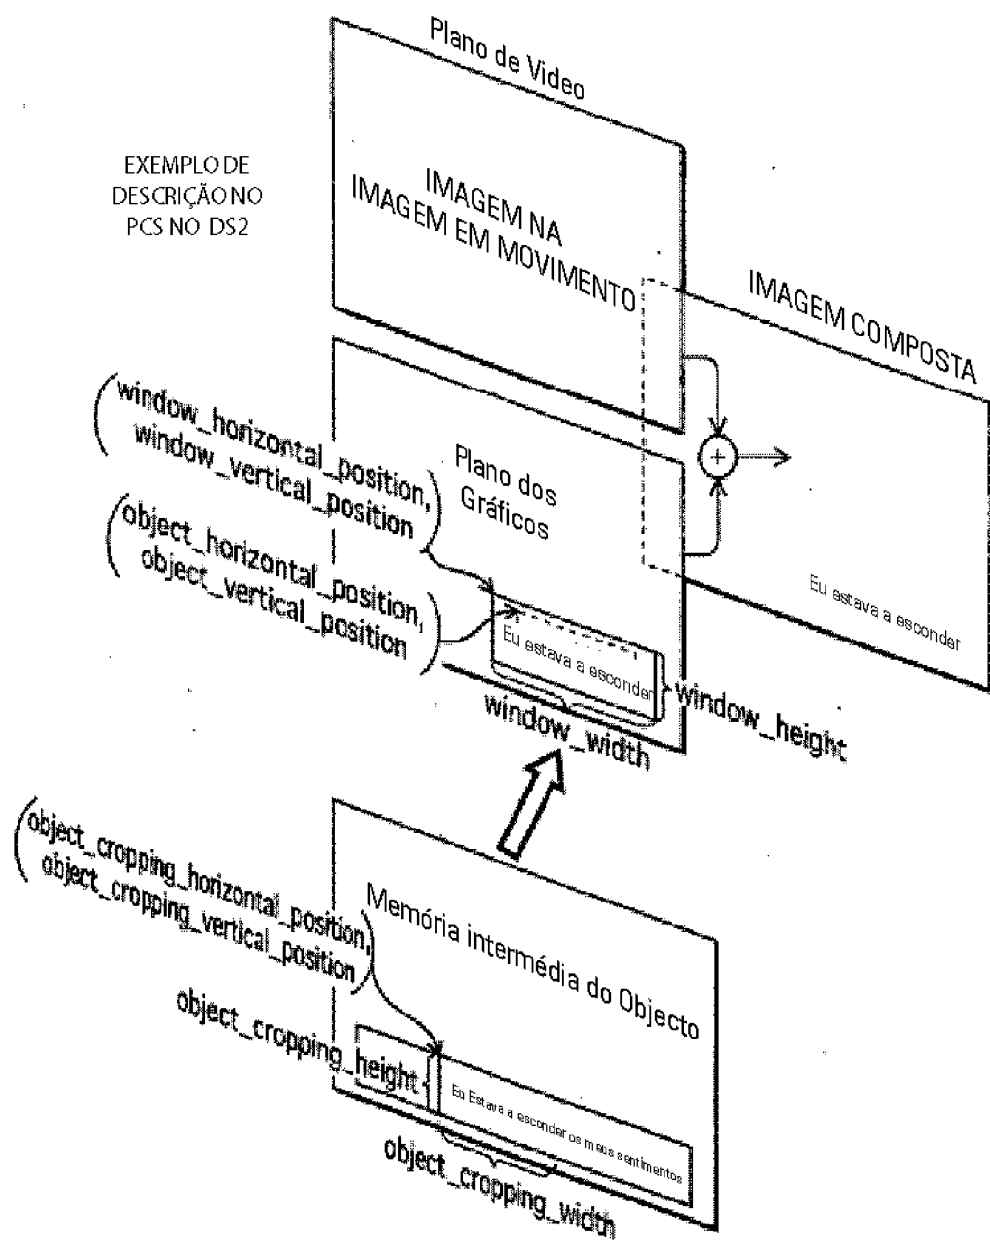 Plano de Video
EXEMPLO DE
DESCRIÇÃO NO
PCS NO DS2
IMAGEM NA
IMAGEM EM MOVIMENTO
IMAGEM COMPOSTA
(window_horizontal_position,
window_vertical_position)
Plano dos
Gráficos
+
(object_horizontal_position,
object_vertical_position)
Eu estava a esconder
Eu estava a esconder
window_height
window_width
(object_cropping_horizontal_position,
object_cropping_vertical_position)
Memória intermédia do Objecto
object_cropping_height
Eu Estava a esconder os meus sentimentos
object_cropping_width